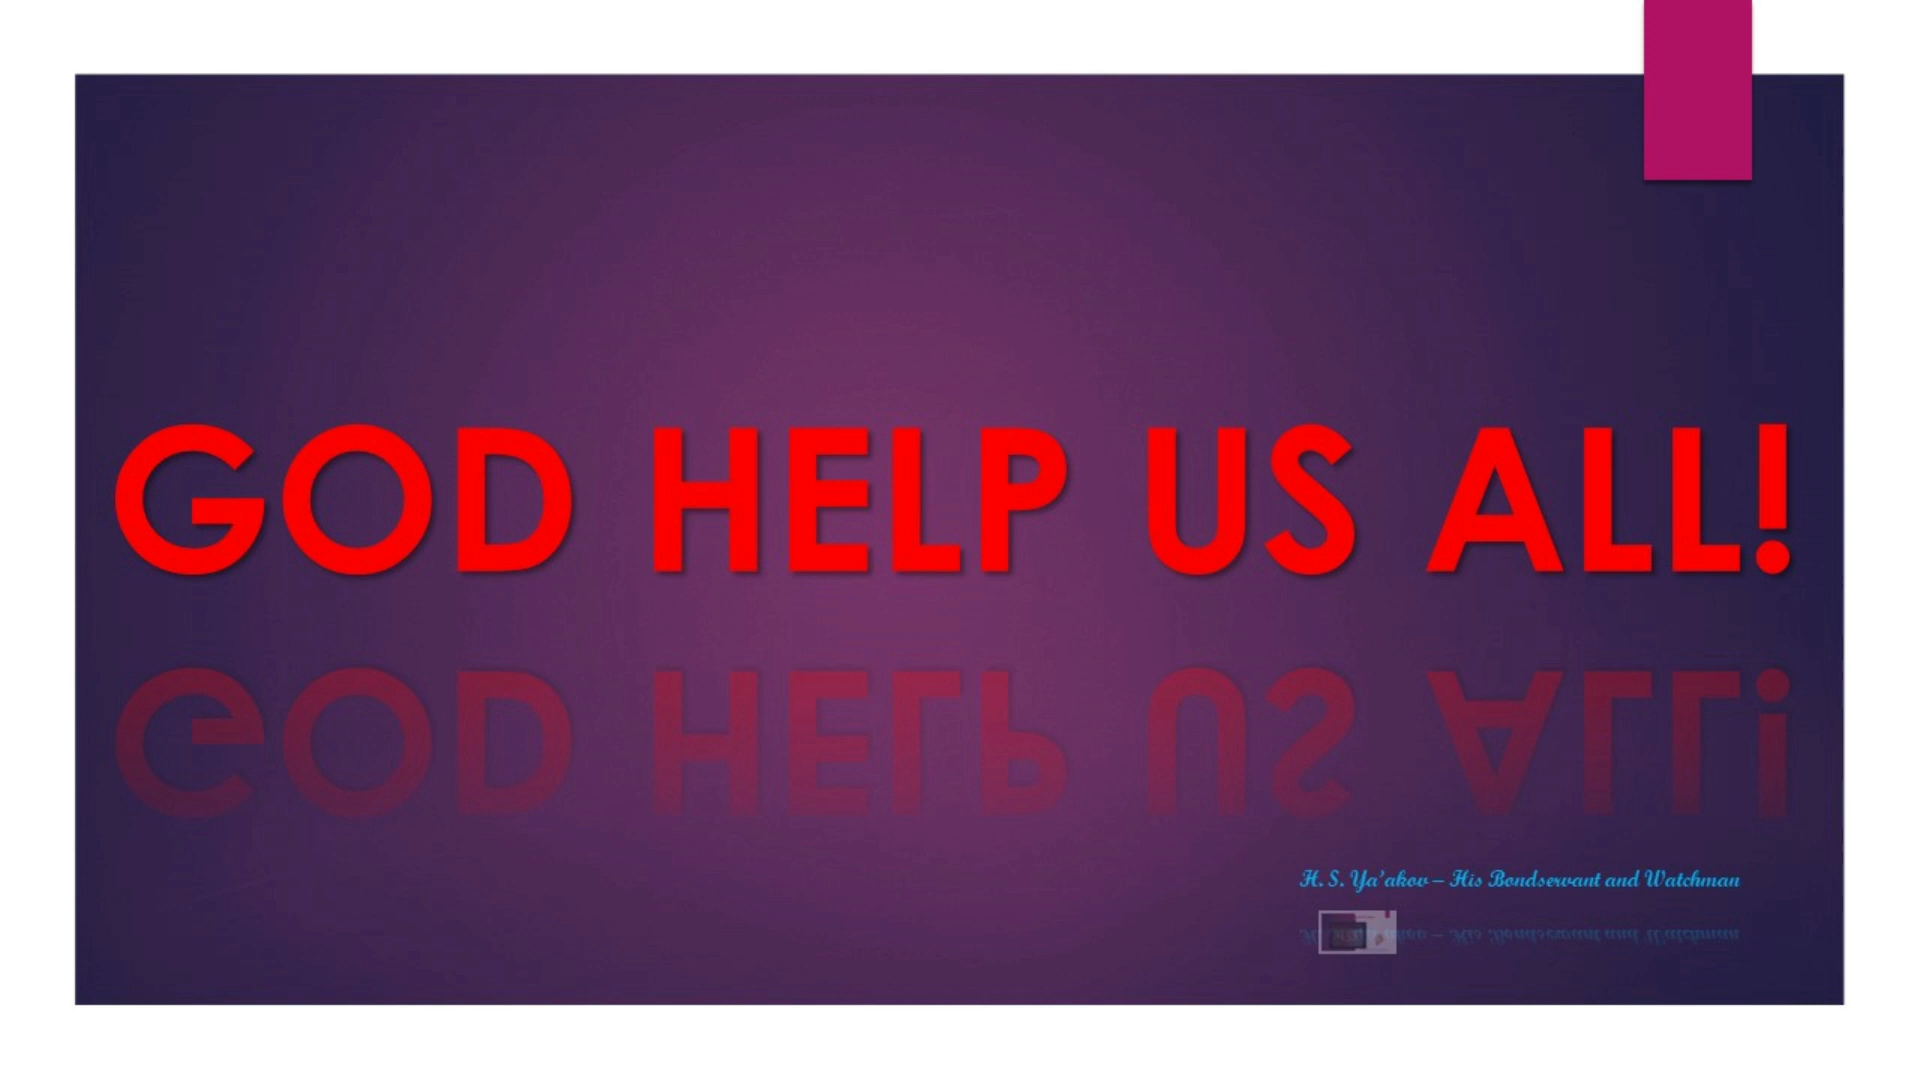 GOD HELP US ALL!
H. S. Ya’akov – His Bondservant and Watchman